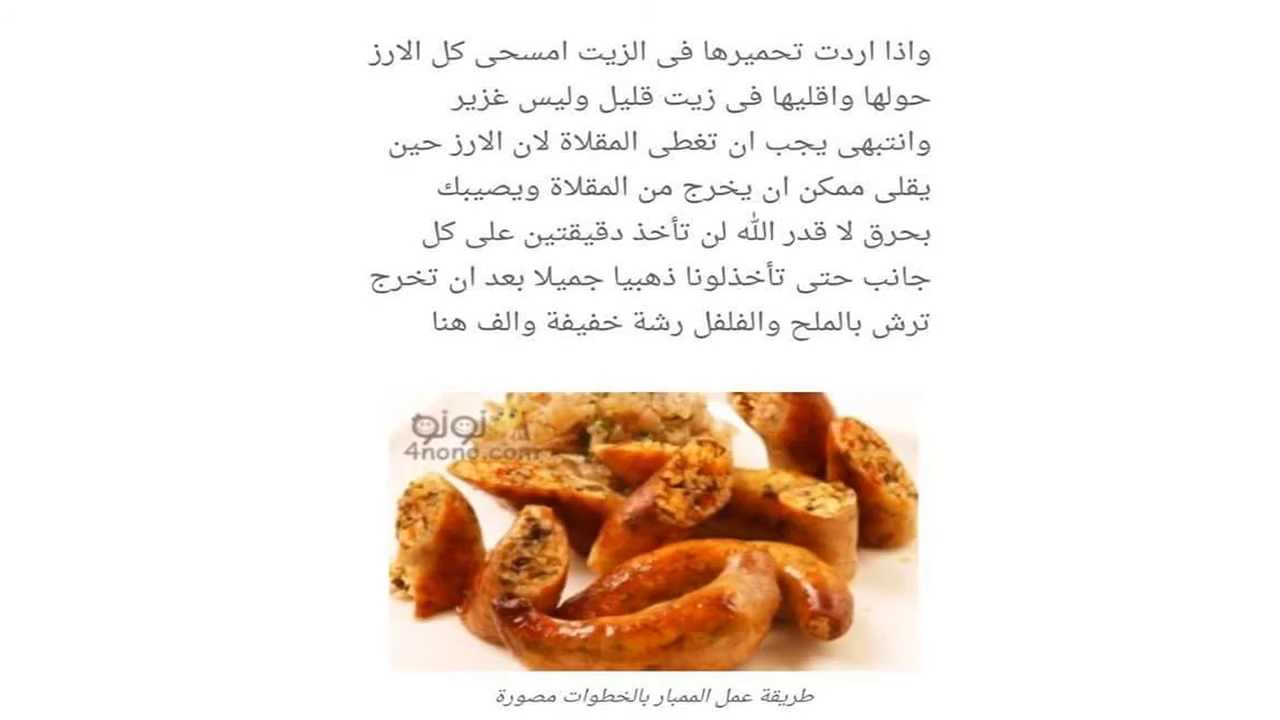 واذا اردت تحميرها فى الزيت امسحى كل الارز
حولها واقليها فى زيت قليل وليس غزير
وانتبهى يجب ان تغطى المقلاة لان الارز حين
يقلى ممكن ان يخرج من المقلاة ويصيبك
بحرق لا قدر الله لن تأخذ دقيقتين على كل
جانب حتى تأخذلونا ذهبيا جميلا بعد ان تخرج
ترش بالملح والفلفل رشة خفيفة والف هنا
نونو
4nono.com
طريقة عمل الممبار بالخطوات مصورة